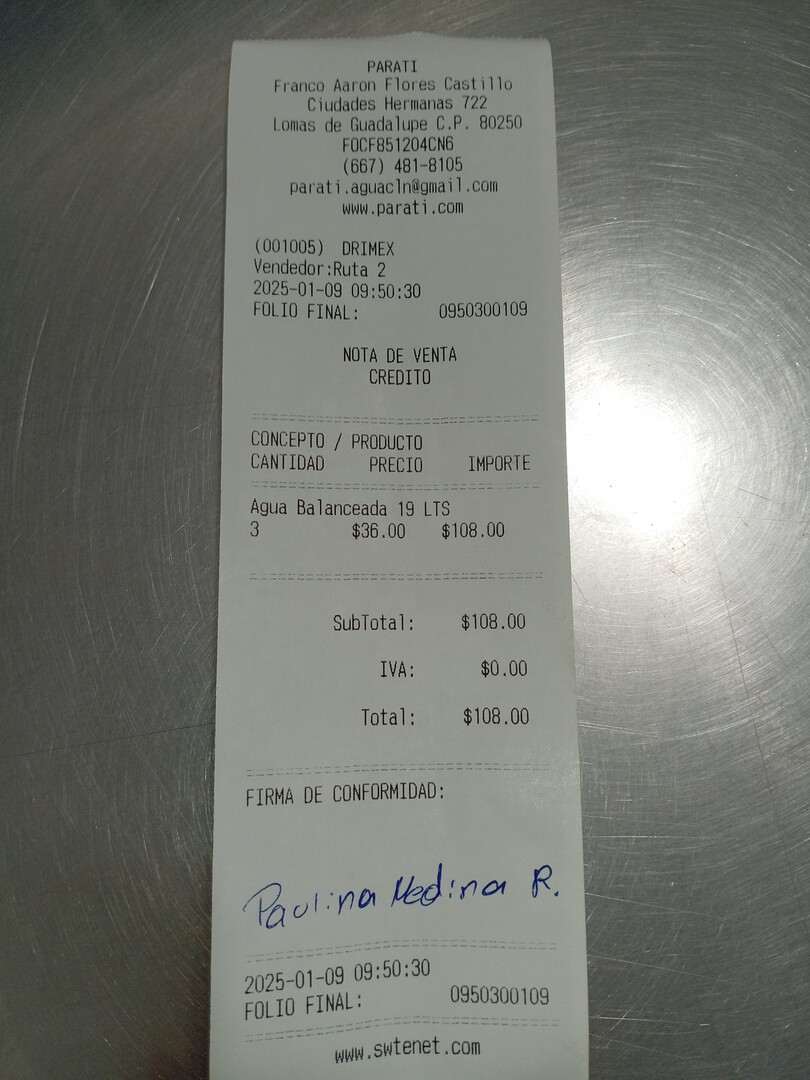 PARATI
Franco Aaron Flores Castillo
Ciudades Hermanas 722
Lomas de Guadalupe C.P. 80250
FOCF851204CN6
(667) 481-8105
parati.aguacln@gmail.com
www.parati.com
(001005) DRIMEX
Vendedor:Ruta 2
2025-01-09 09:50:30
FOLIO FINAL: 0950300109
NOTA DE VENTA
CREDITO
CONCEPTO / PRODUCTO
CANTIDAD PRECIO IMPORTE
Agua Balanceada 19 LTS
3 $36.00 $108.00
SubTotal: $108.00
IVA: $0.00
Total: $108.00
FIRMA DE CONFORMIDAD:
Paulina Medina R.
2025-01-09 09:50:30
FOLIO FINAL: 0950300109
www.swtenet.com